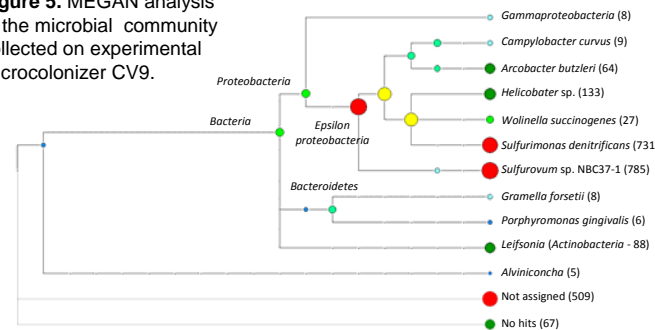 gure 5. MEGAN analysis
the microbial community
llected on experimental
crocolonizer CV9.
Gammaproteobacteria (8)
Campylobacter curvus (9)
Arcobacter butzleri (64)
Proteobacteria
Helicobater sp. (133)
Bacteria
Epsilon
proteobacteria
Wolinella succinogenes (27)
Sulfurimonas denitrificans (731
Sulfurovum sp. NBC37-1 (785)
Bacteroidetes
Gramella forsetii (8)
Porphyromonas gingivalis (6)
Leifsonia (Actinobacteria - 88)
Alviniconcha (5)
Not assigned (509)
No hits (67)